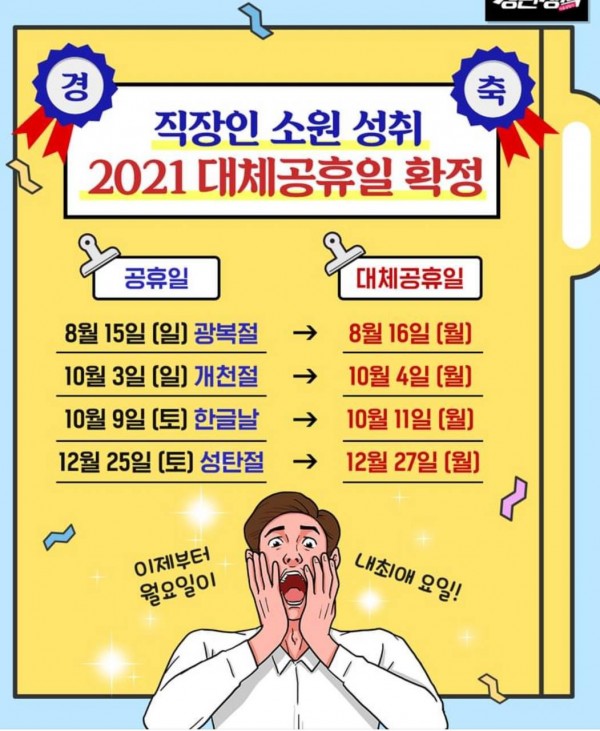 경 축
직장인 소원 성취
2021 대체공휴일 확정
공휴일 대체공휴일
8월 15일 (일) 광복절 → 8월 16일 (월)
10월 3일 (일) 개천절 → 10월 4일 (월)
10월 9일 (토) 한글날 → 10월 11일 (월)
12월 25일 (토) 성탄절 → 12월 27일 (월)
이제부터
월요일이
내최애 요일!